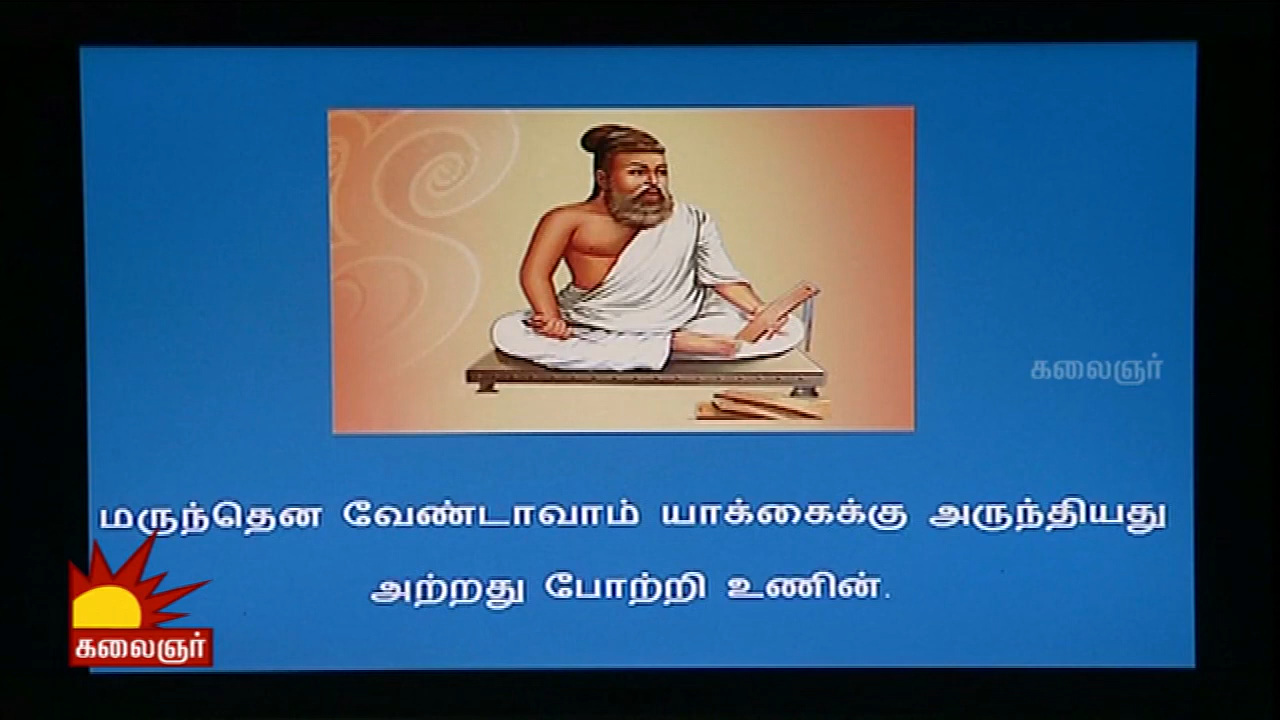 கலைஞர்
மருந்தென வேண்டாவாம் யாக்கைக்கு அருந்தியது
அற்றது போற்றி உணின்.
கலைஞர்